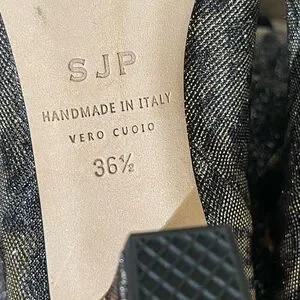 SJP
HANDMADE IN ITALY
VERO CUOIO
36½